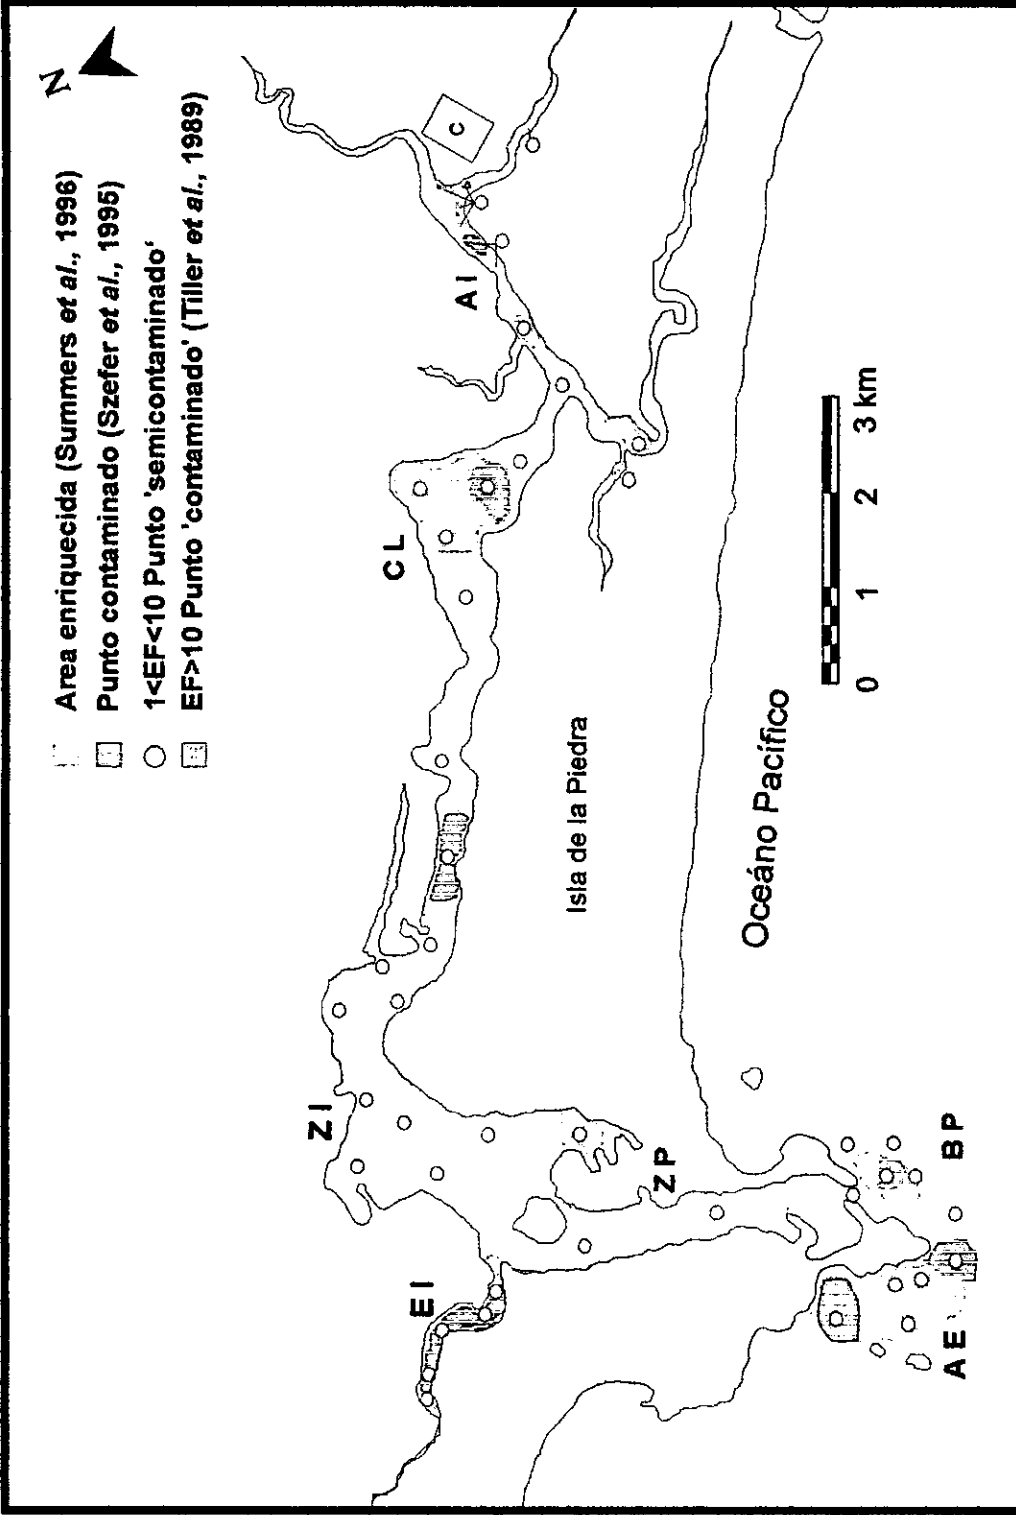 N
Area enriquecida (Summers et al., 1996)
Punto contaminado (Szefer et al., 1995)
1<EF<10 Punto 'semicontaminado'
EF>10 Punto 'contaminado' (Tiller et al., 1989)
C
A I
C L
Z I
E I
Z P
B P
A E
Isla de la Piedra
Oceáno Pacífico
0 1 2 3 km